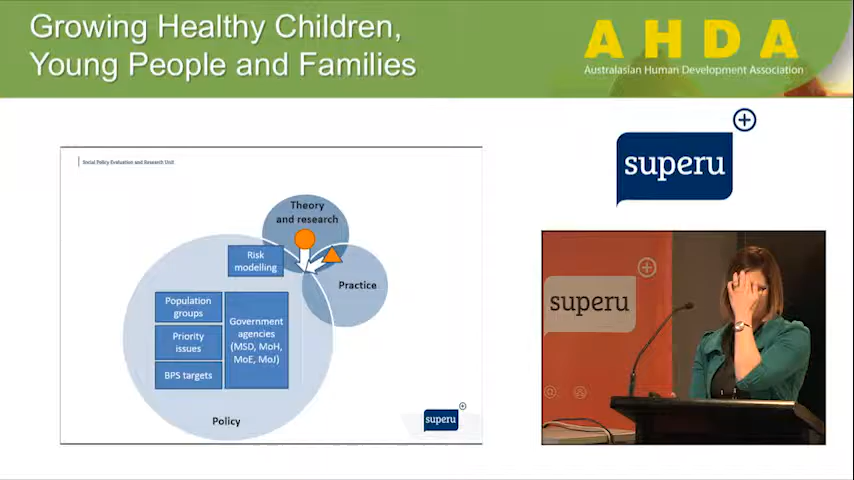 Growing Healthy Children,
Young People and Families
AHDA
Australasian Human Development Association
superu
Social Policy Evaluation and Research Unit
Theory
and research
Risk
modelling
Practice
Population
groups
Priority
issues
BPS targets
Government
agencies
(MSD, MoH,
MoE, MoJ)
Policy
superu
superu